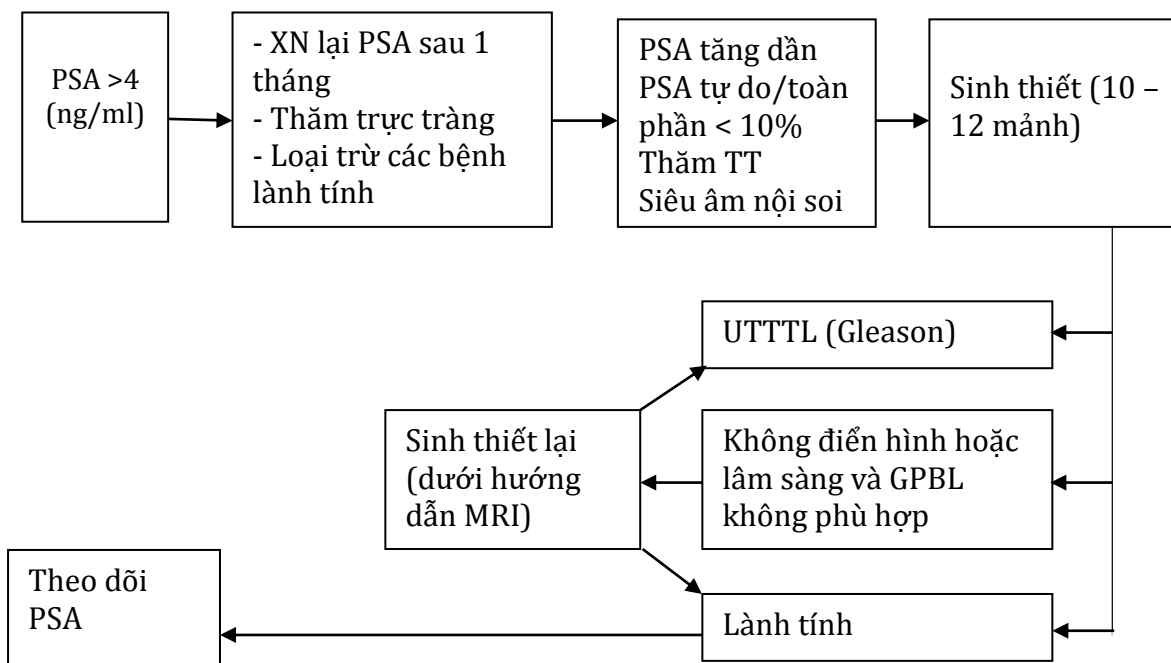 PSA >4
(ng/ml)
- XN lại PSA sau 1
tháng
- Thăm trực tràng
- Loại trừ các bệnh
lành tính
PSA tăng dần
PSA tự do/toàn
phần < 10%
Thăm TT
Siêu âm nội soi
Sinh thiết (10 –
12 mảnh)
UTTTL (Gleason)
Sinh thiết lại
(dưới hướng
dẫn MRI)
Không điển hình hoặc
lâm sàng và GPBL
không phù hợp
Theo dõi
PSA
Lành tính